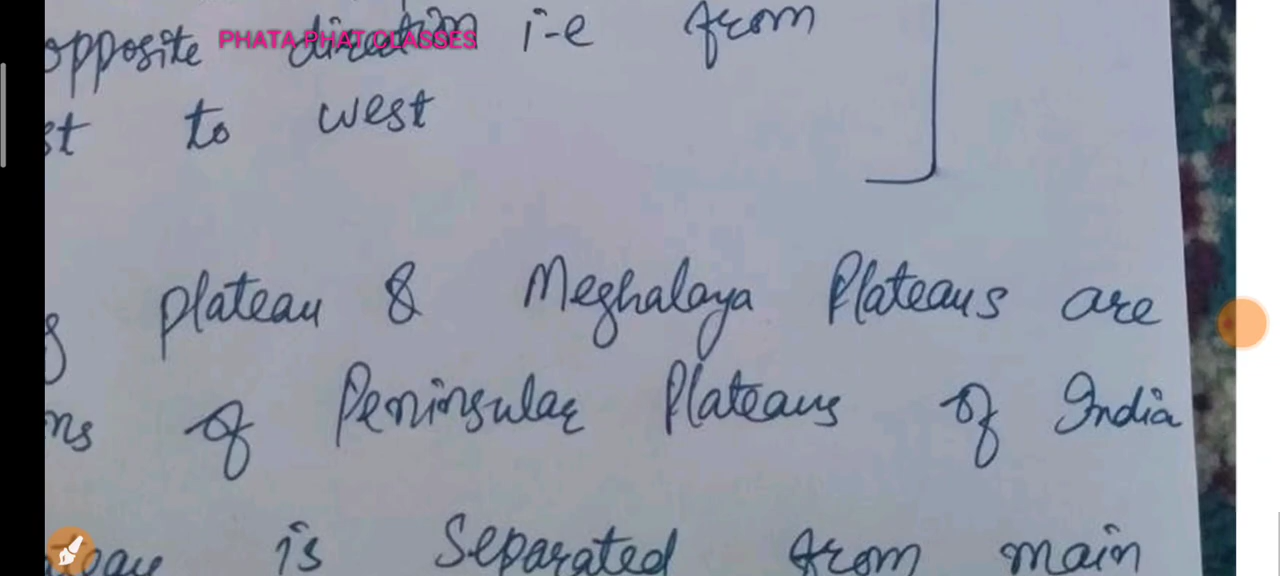 opposite direction i-e from
PHATA PHAT CLASSES
st to west
g plateau & Meghalaya Plateaus are
ns of Peninsular Plateaus of India
is separated from main